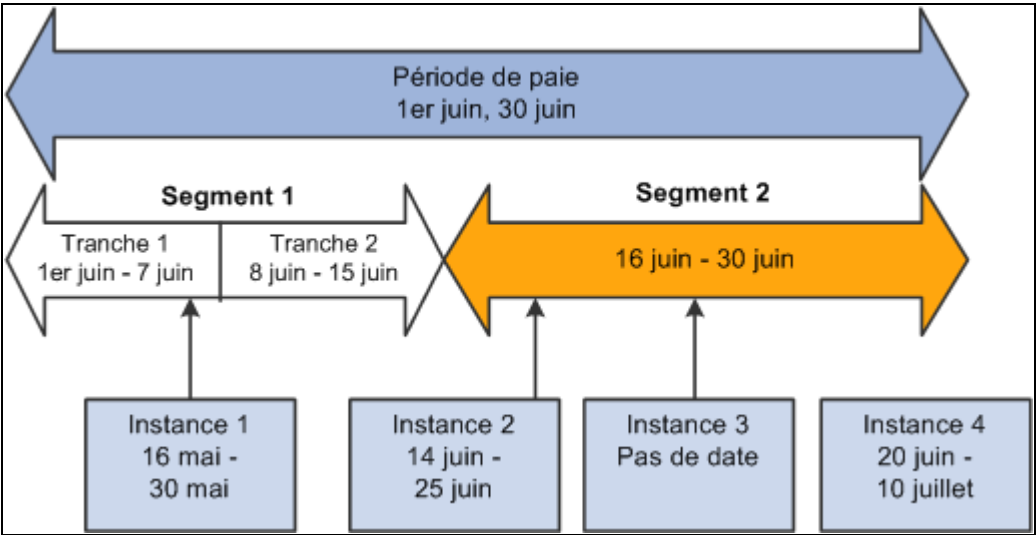 Période de paie
1er juin, 30 juin
Segment 1
Segment 2
Tranche 1
1er juin - 7 juin
Tranche 2
8 juin - 15 juin
16 juin - 30 juin
Instance 1
16 mai -
30 mai
Instance 2
14 juin -
25 juin
Instance 3
Pas de date
Instance 4
20 juin -
10 juillet